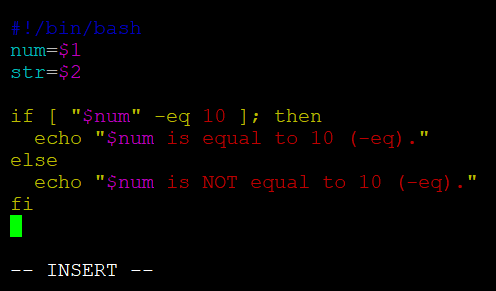 #!/bin/bash
num=$1
str=$2
if [ "$num" -eq 10 ]; then
  echo "$num is equal to 10 (-eq)."
else
  echo "$num is NOT equal to 10 (-eq)."
fi
-- INSERT --